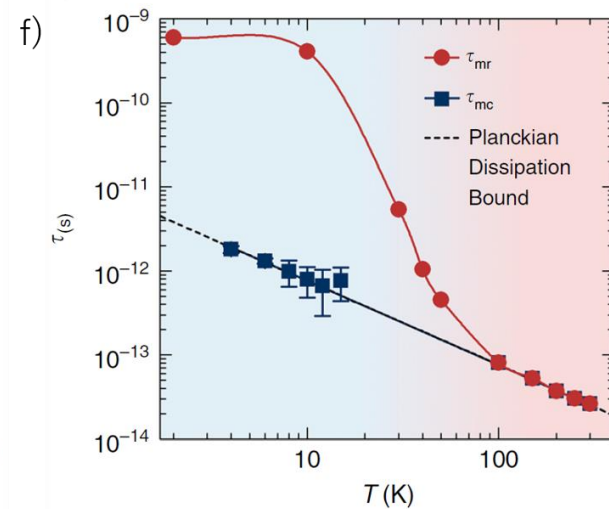 f)
10⁻⁹
τmr
τmc
Planckian
Dissipation
Bound
10⁻¹⁰
10⁻¹¹
τ(s)
10⁻¹²
10⁻¹³
10⁻¹⁴
10
100
T (K)